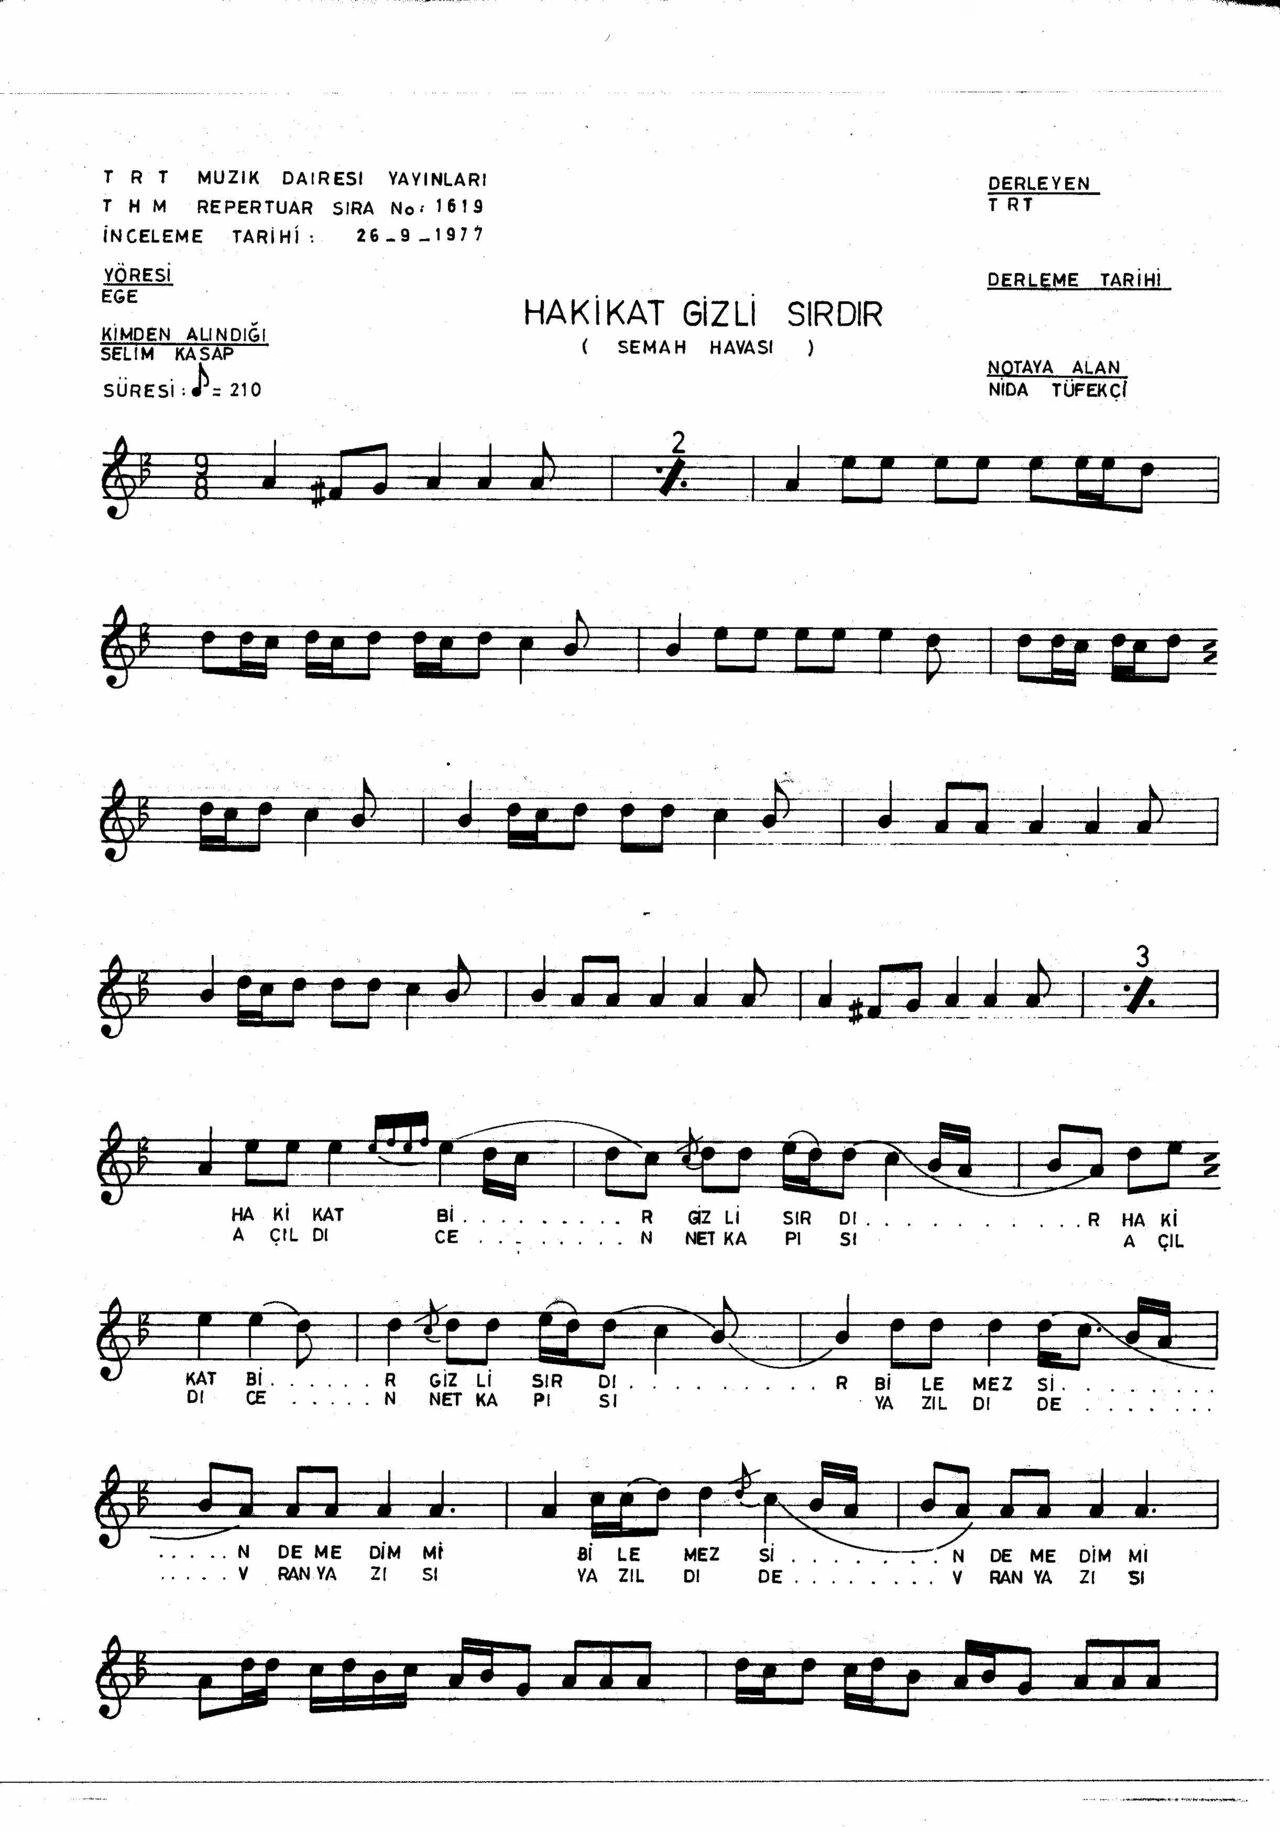 T R T MUZIK DAIRESI YAYINLARI
T H M REPERTUAR SIRA No: 1619
İNCELEME TARİHİ: 26-9-1977
YÖRESİ
EGE
KİMDEN ALINDIĞI
SELİM KASAP
SÜRESİ: ♪= 210
HAKİKAT GİZLİ SIRDIR
( SEMAH HAVASI )
DERLEYEN
TRT
DERLEME TARİHİ
NOTAYA ALAN
NİDA TÜFEKÇİ
9
8
2
3
HA Kİ KAT Bİ. . . . . . . . . R GİZ Lİ SIR DI. . . . . . . . . . R HA Kİ
A ÇIL DI CE . . . . . . . . N NET KA PI SI A ÇIL
KAT Bİ. . . . . . R GİZ Lİ SIR DI. . . . . . . . . R Bİ LE MEZ Sİ. . . . . . . .
DI CE . . . . . N NET KA PI SI YA ZIL DI DE . . . . . . .
. . . . . N DE ME DİM Mİ Bİ LE MEZ Sİ . . . . . . . N DE ME DİM Mİ
. . . . . V RAN YA ZI SI YA ZIL DI DE . . . . . . . V RAN YA ZI SI